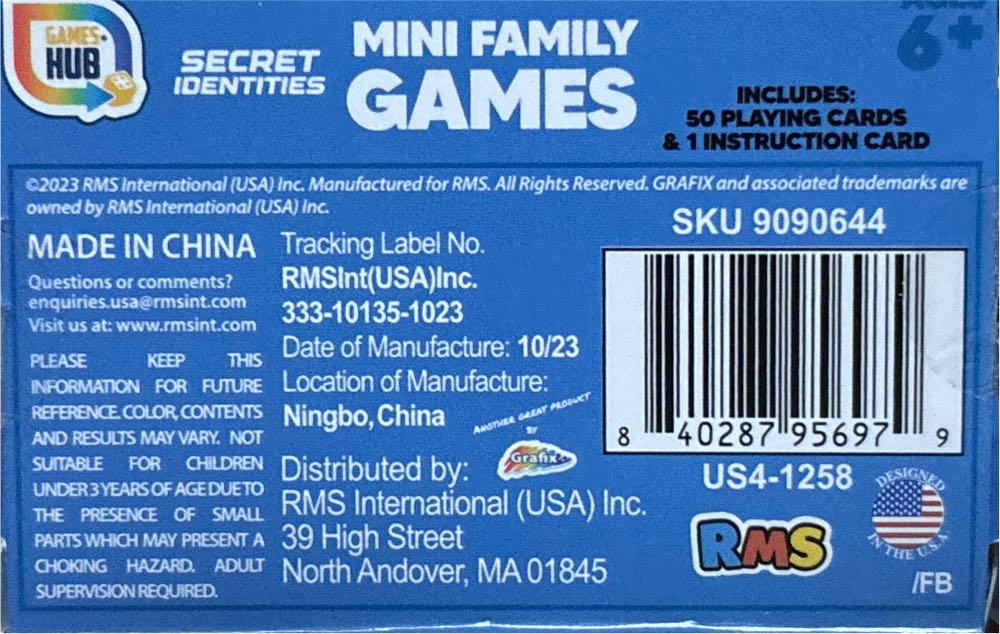 GAMES
HUB
SECRET
IDENTITIES
MINI FAMILY
GAMES
AGES
6+
INCLUDES:
50 PLAYING CARDS
& 1 INSTRUCTION CARD
©2023 RMS International (USA) Inc. Manufactured for RMS. All Rights Reserved. GRAFIX and associated trademarks are
owned by RMS International (USA) Inc.
MADE IN CHINA
Questions or comments?
enquiries.usa@rmsint.com
Visit us at: www.rmsint.com
PLEASE KEEP THIS
INFORMATION FOR FUTURE
REFERENCE. COLOR, CONTENTS
AND RESULTS MAY VARY. NOT
SUITABLE FOR CHILDREN
UNDER 3 YEARS OF AGE DUE TO
THE PRESENCE OF SMALL
PARTS WHICH MAY PRESENT A
CHOKING HAZARD. ADULT
SUPERVISION REQUIRED.
Tracking Label No.
RMSInt(USA)Inc.
333-10135-1023
Date of Manufacture: 10/23
Location of Manufacture:
Ningbo, China
ANOTHER GREAT PRODUCT
BY
Grafix
Distributed by:
RMS International (USA) Inc.
39 High Street
North Andover, MA 01845
SKU 9090644
8 40287 95697 9
US4-1258
RMS
DESIGNED
IN THE U.S.A
/FB